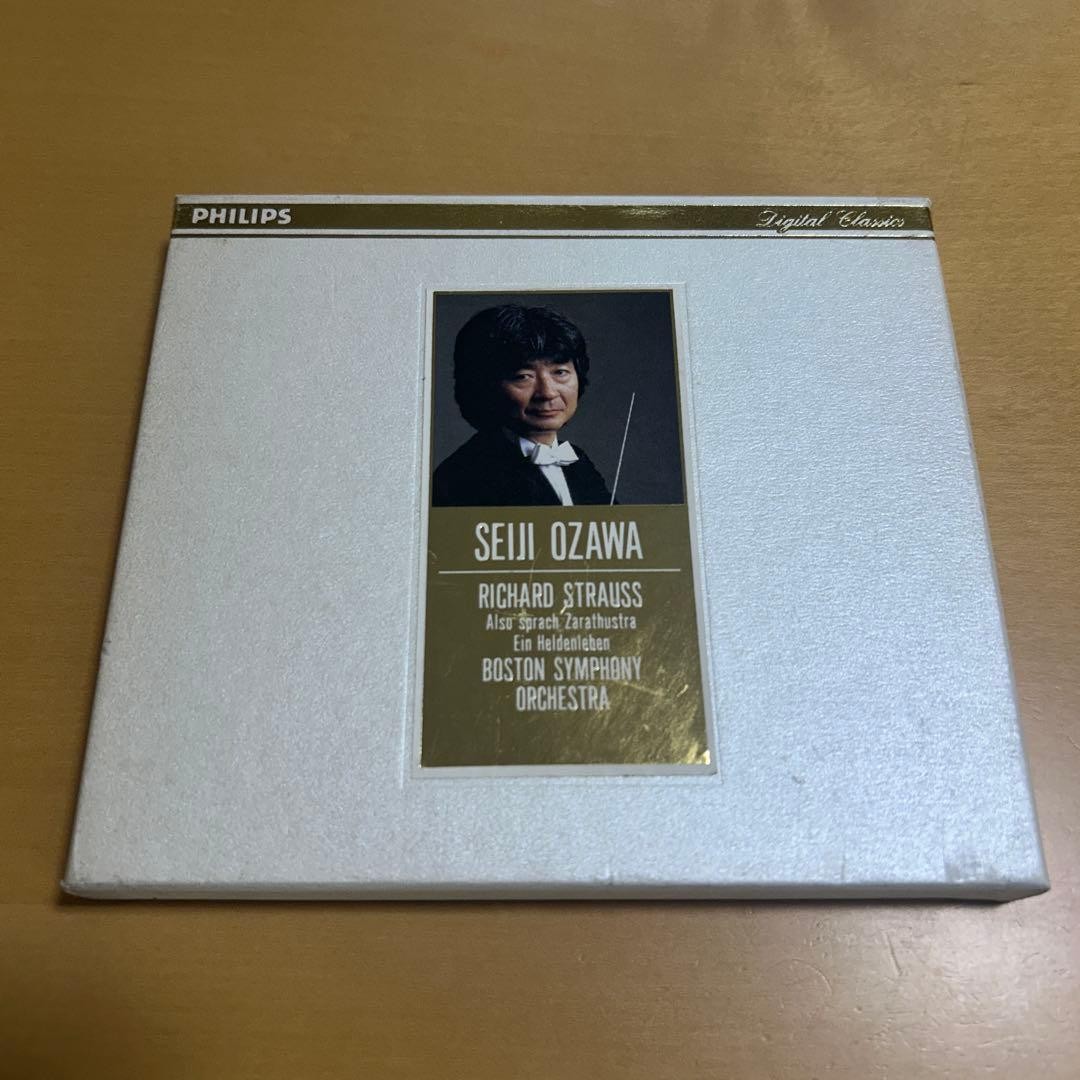 PHILIPS
Digital Classics
SEIJI OZAWA
RICHARD STRAUSS
Also sprach Zarathustra
Ein Heldenleben
BOSTON SYMPHONY
ORCHESTRA